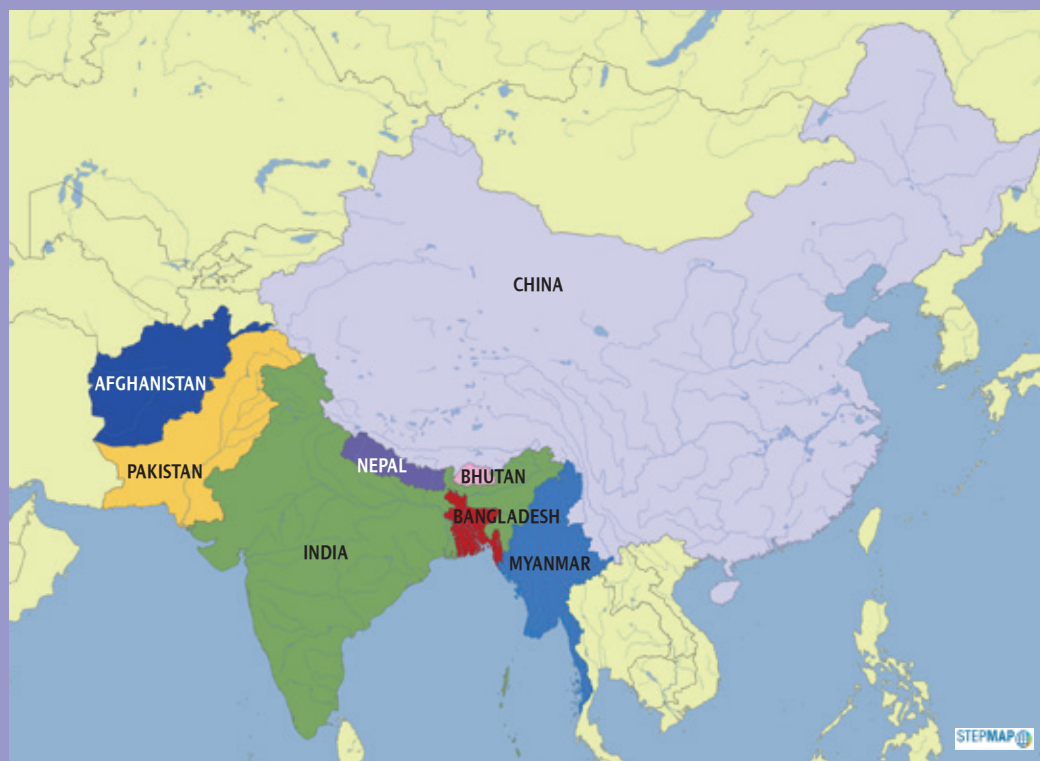 CHINA
AFGHANISTAN
PAKISTAN
NEPAL
BHUTAN
BANGLADESH
INDIA
MYANMAR
STEPMAP